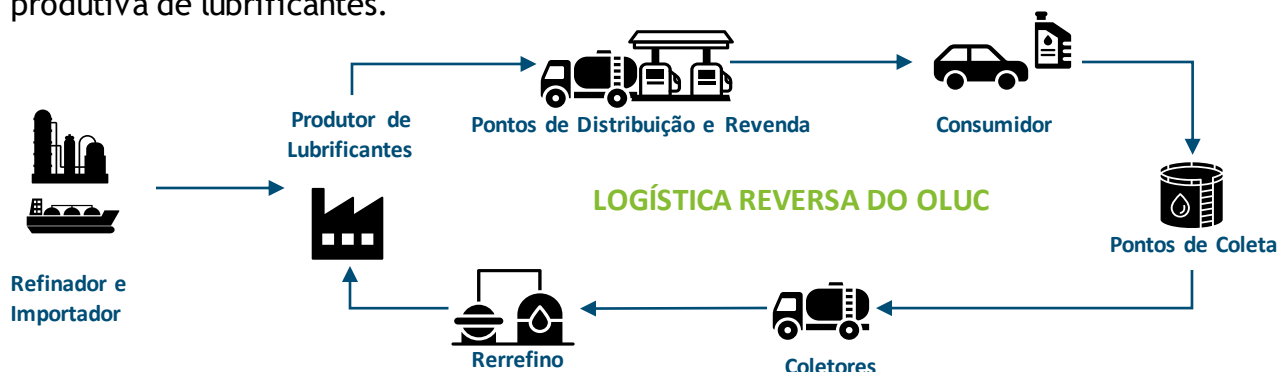 produtiva de lubrificantes.
Produtor de
Lubrificantes
Pontos de Distribuição e Revenda
Consumidor
LOGÍSTICA REVERSA DO OLUC
Pontos de Coleta
Refinador e
Importador
Rerrefino
Coletores